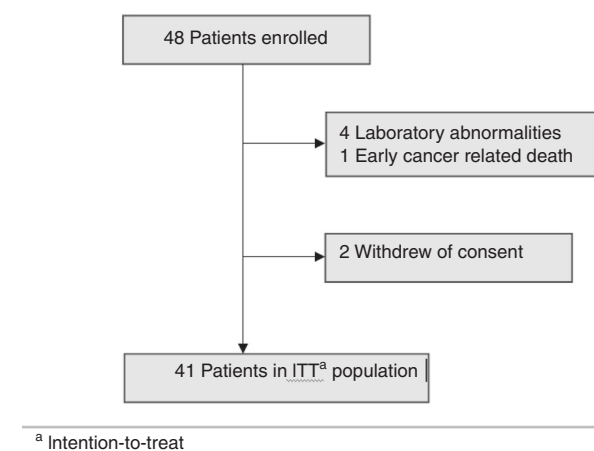 48 Patients enrolled
4 Laboratory abnormalities
1 Early cancer related death
2 Withdrew of consent
41 Patients in ITTᵃ population
ᵃ Intention-to-treat